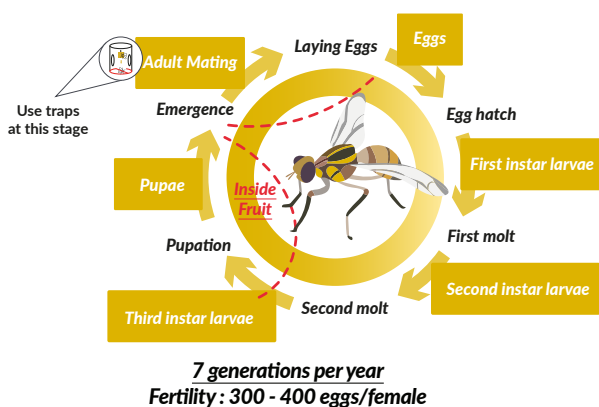 Laying Eggs
Eggs
Adult Mating
Use traps
at this stage
Emergence
Egg hatch
First instar larvae
Pupae
Inside
Fruit
First molt
Pupation
Second instar larvae
Third instar larvae
Second molt
7 generations per year
Fertility : 300 - 400 eggs/female